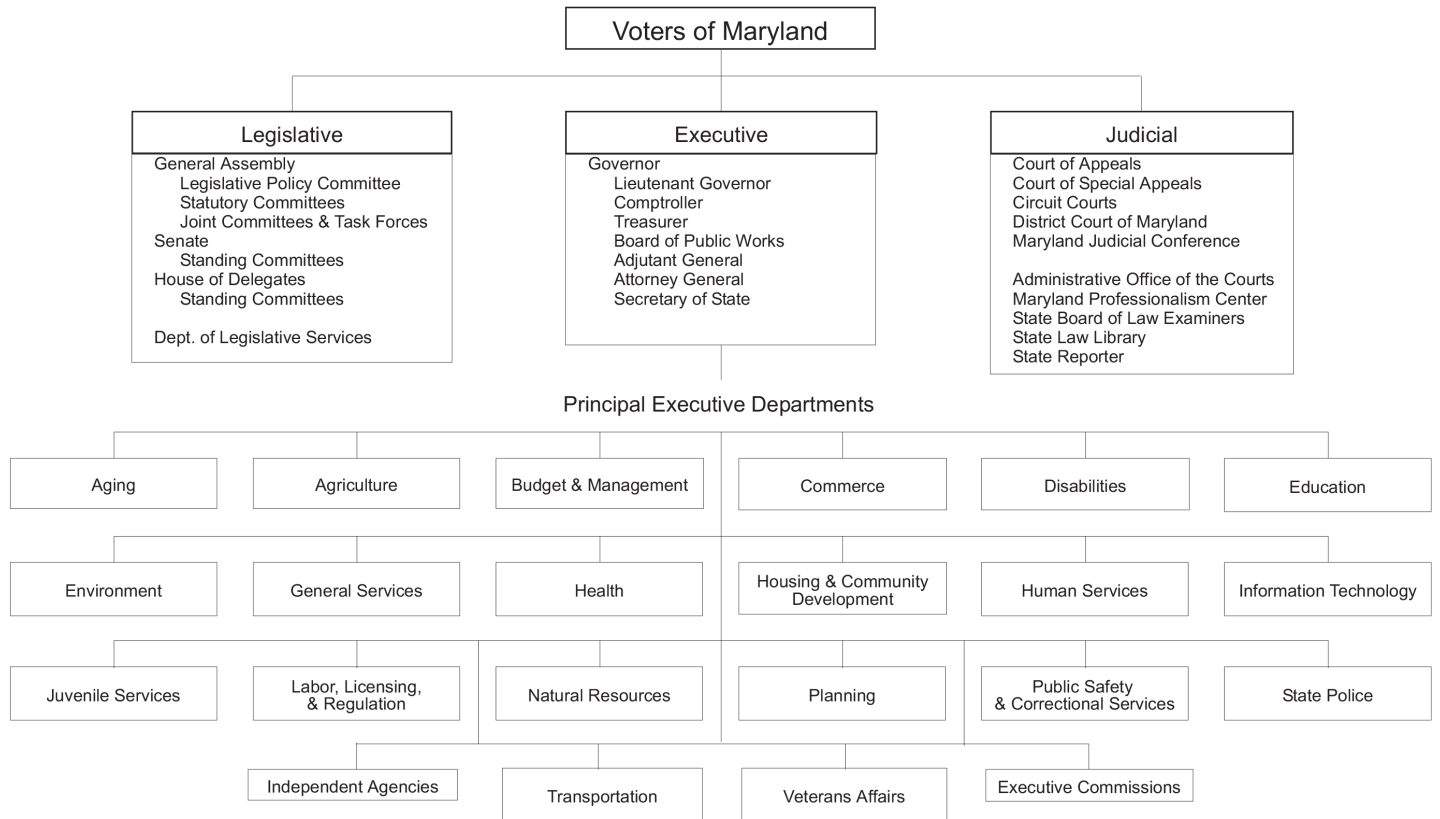 Voters of Maryland
Legislative
General Assembly
Legislative Policy Committee
Statutory Committees
Joint Committees & Task Forces
Senate
Standing Committees
House of Delegates
Standing Committees
Dept. of Legislative Services
Executive
Governor
Lieutenant Governor
Comptroller
Treasurer
Board of Public Works
Adjutant General
Attorney General
Secretary of State
Judicial
Court of Appeals
Court of Special Appeals
Circuit Courts
District Court of Maryland
Maryland Judicial Conference
Administrative Office of the Courts
Maryland Professionalism Center
State Board of Law Examiners
State Law Library
State Reporter
Principal Executive Departments
Aging
Agriculture
Budget & Management
Commerce
Disabilities
Education
Environment
General Services
Health
Housing & Community
Development
Human Services
Information Technology
Juvenile Services
Labor, Licensing,
& Regulation
Natural Resources
Planning
Public Safety
& Correctional Services
State Police
Independent Agencies
Transportation
Veterans Affairs
Executive Commissions